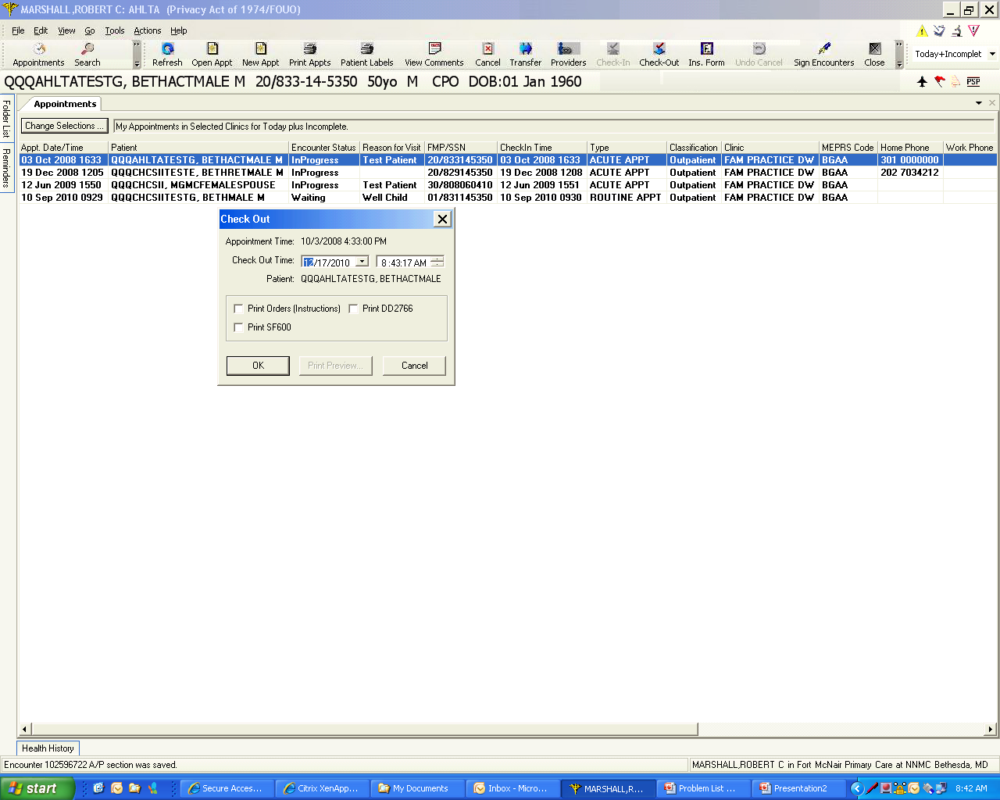 MARSHALL,ROBERT C: AHLTA (Privacy Act of 1974/FOUO)
File Edit View Go Tools Actions Help
Appointments Search Refresh Open Appt New Appt Print Appts Patient Labels View Comments Cancel Transfer Providers Check-In Check-Out Ins. Form Undo Cancel Sign Encounters Close Today+Incomplet
QQQAHLTATESTG, BETHACTMALE M 20/833-14-5350 50yo M CPO DOB:01 Jan 1960 PSP
Folder List
Reminders
Appointments
Change Selections ... My Appointments in Selected Clinics for Today plus Incomplete.
Appt. Date/Time Patient Encounter Status Reason for Visit FMP/SSN CheckIn Time Type Classification Clinic MEPRS Code Home Phone Work Phone
03 Oct 2008 1633 QQQAHLTATESTG, BETHACTMALE M InProgress Test Patient 20/833145350 03 Oct 2008 1633 ACUTE APPT Outpatient FAM PRACTICE DW BGAA 301 0000000
19 Dec 2008 1205 QQQCHCSIITESTE, BETHRETMALE M InProgress 20/829145350 19 Dec 2008 1208 ACUTE APPT Outpatient FAM PRACTICE DW BGAA 202 7034212
12 Jun 2009 1550 QQQCHCSII, MGMCFEMALESPOUSE InProgress Test Patient 30/808060410 12 Jun 2009 1551 ACUTE APPT Outpatient FAM PRACTICE DW BGAA
10 Sep 2010 0929 QQQCHCSIITESTG, BETHMALE M Waiting Well Child 01/831145350 10 Sep 2010 0930 ROUTINE APPT Outpatient FAM PRACTICE DW BGAA
Check Out
Appointment Time: 10/3/2008 4:33:00 PM
Check Out Time: 12/17/2010 8:43:17 AM
Patient: QQQAHLTATESTG, BETHACTMALE
Print Orders (Instructions) Print DD2766
Print SF600
OK Print Preview... Cancel
Health History
Encounter 102596722 A/P section was saved. MARSHALL,ROBERT C in Fort McNair Primary Care at NNMC Bethesda, MD
start Secure Acces... Citrix XenApp... My Documents Inbox - Micro... MARSHALL,R... Problem List ... Presentation2 8:42 AM